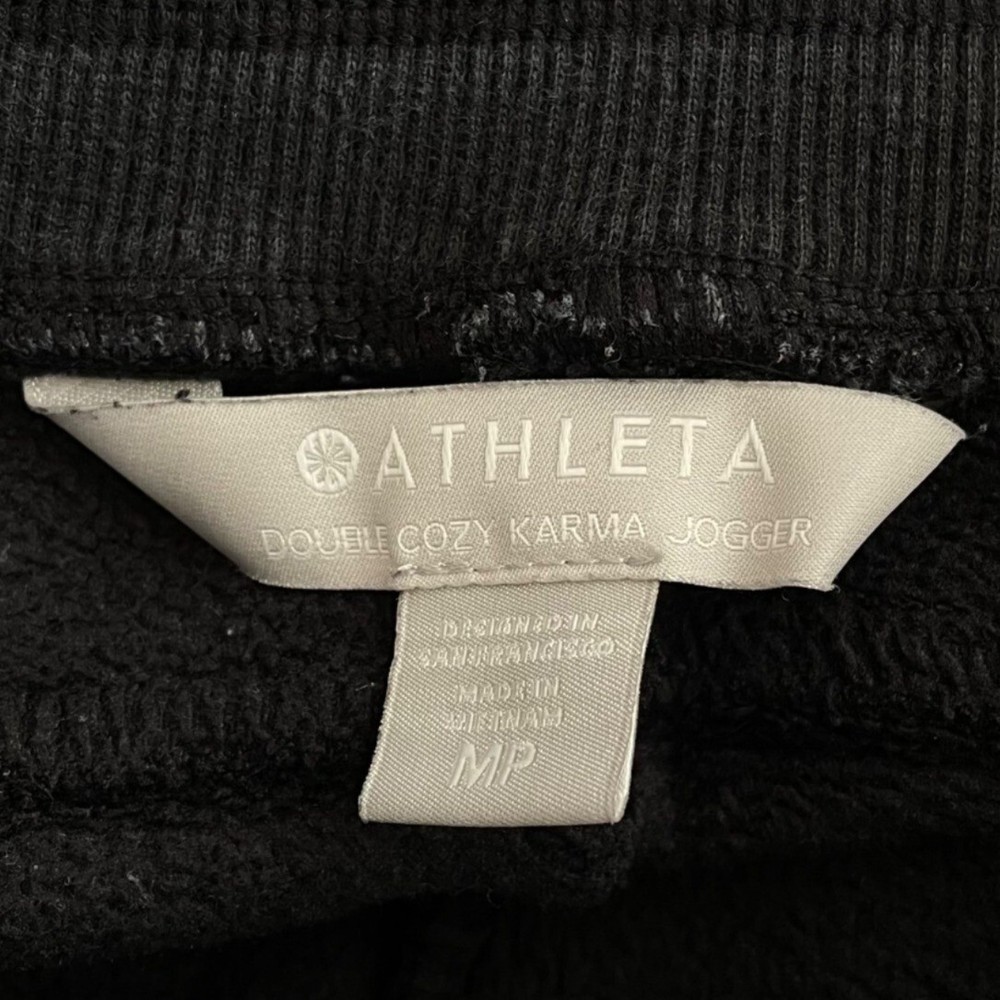 ATHLETA
DOUBLE COZY KARMA JOGGER
DESIGNED IN
SAN FRANCISCO
MADE IN
VIETNAM
MP